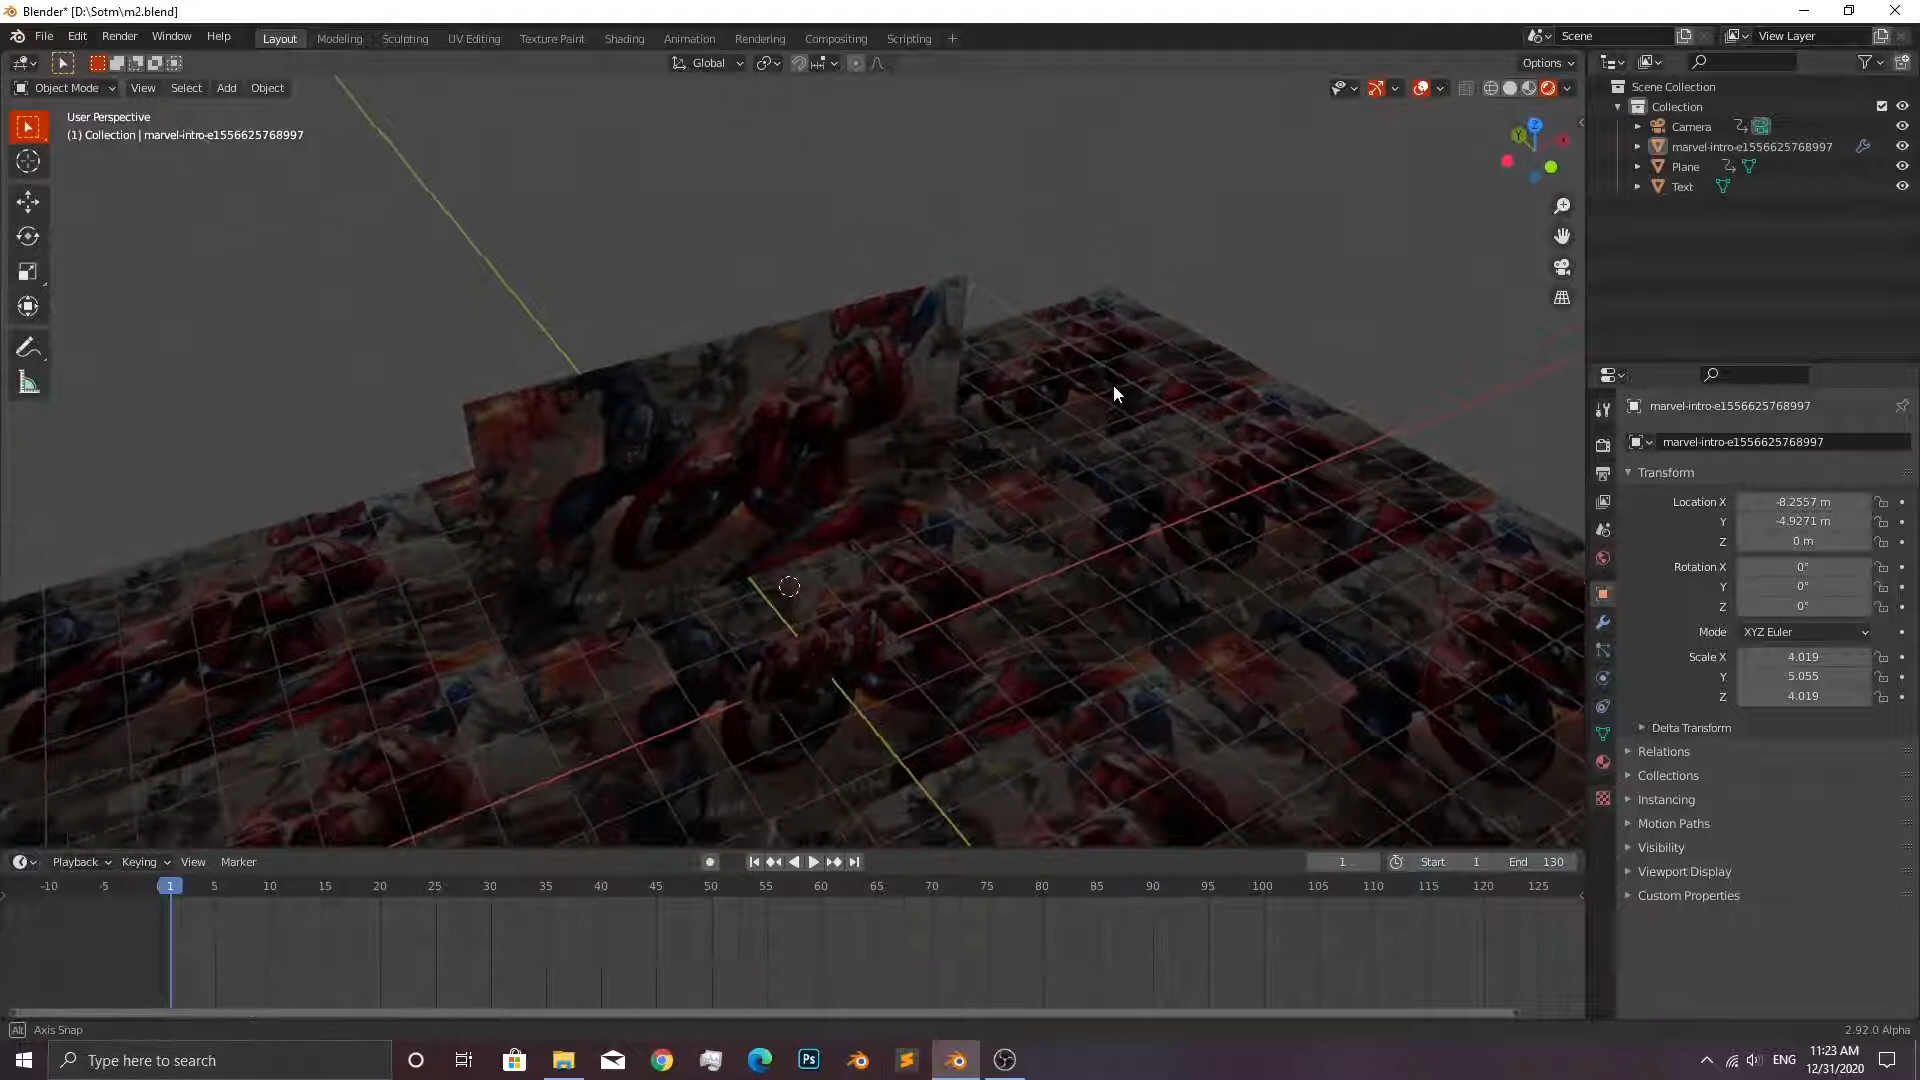 Blender* [D:\Sotm\m2.blend]
File Edit Render Window Help
Layout Modeling Sculpting UV Editing Texture Paint Shading Animation Rendering Compositing Scripting
Scene
View Layer
Global
Options
Object Mode View Select Add Object
User Perspective
(1) Collection | marvel-intro-e1556625768997
Scene Collection
Collection
Camera
marvel-intro-e1556625768997
Plane
Text
marvel-intro-e1556625768997
marvel-intro-e1556625768997
Transform
Location X -8.2557 m
Y -4.9271 m
Z 0 m
Rotation X 0°
Y 0°
Z 0°
Mode XYZ Euler
Scale X 4.019
Y 5.055
Z 4.019
Delta Transform
Relations
Collections
Instancing
Motion Paths
Visibility
Viewport Display
Custom Properties
Playback Keying View Marker
1 Start 1 End 130
-10 -5 1 5 10 15 20 25 30 35 40 45 50 55 60 65 70 75 80 85 90 95 100 105 110 115 120 125
Alt Axis Snap
2.92.0 Alpha
Type here to search
Ps
ENG
11:23 AM
12/31/2020